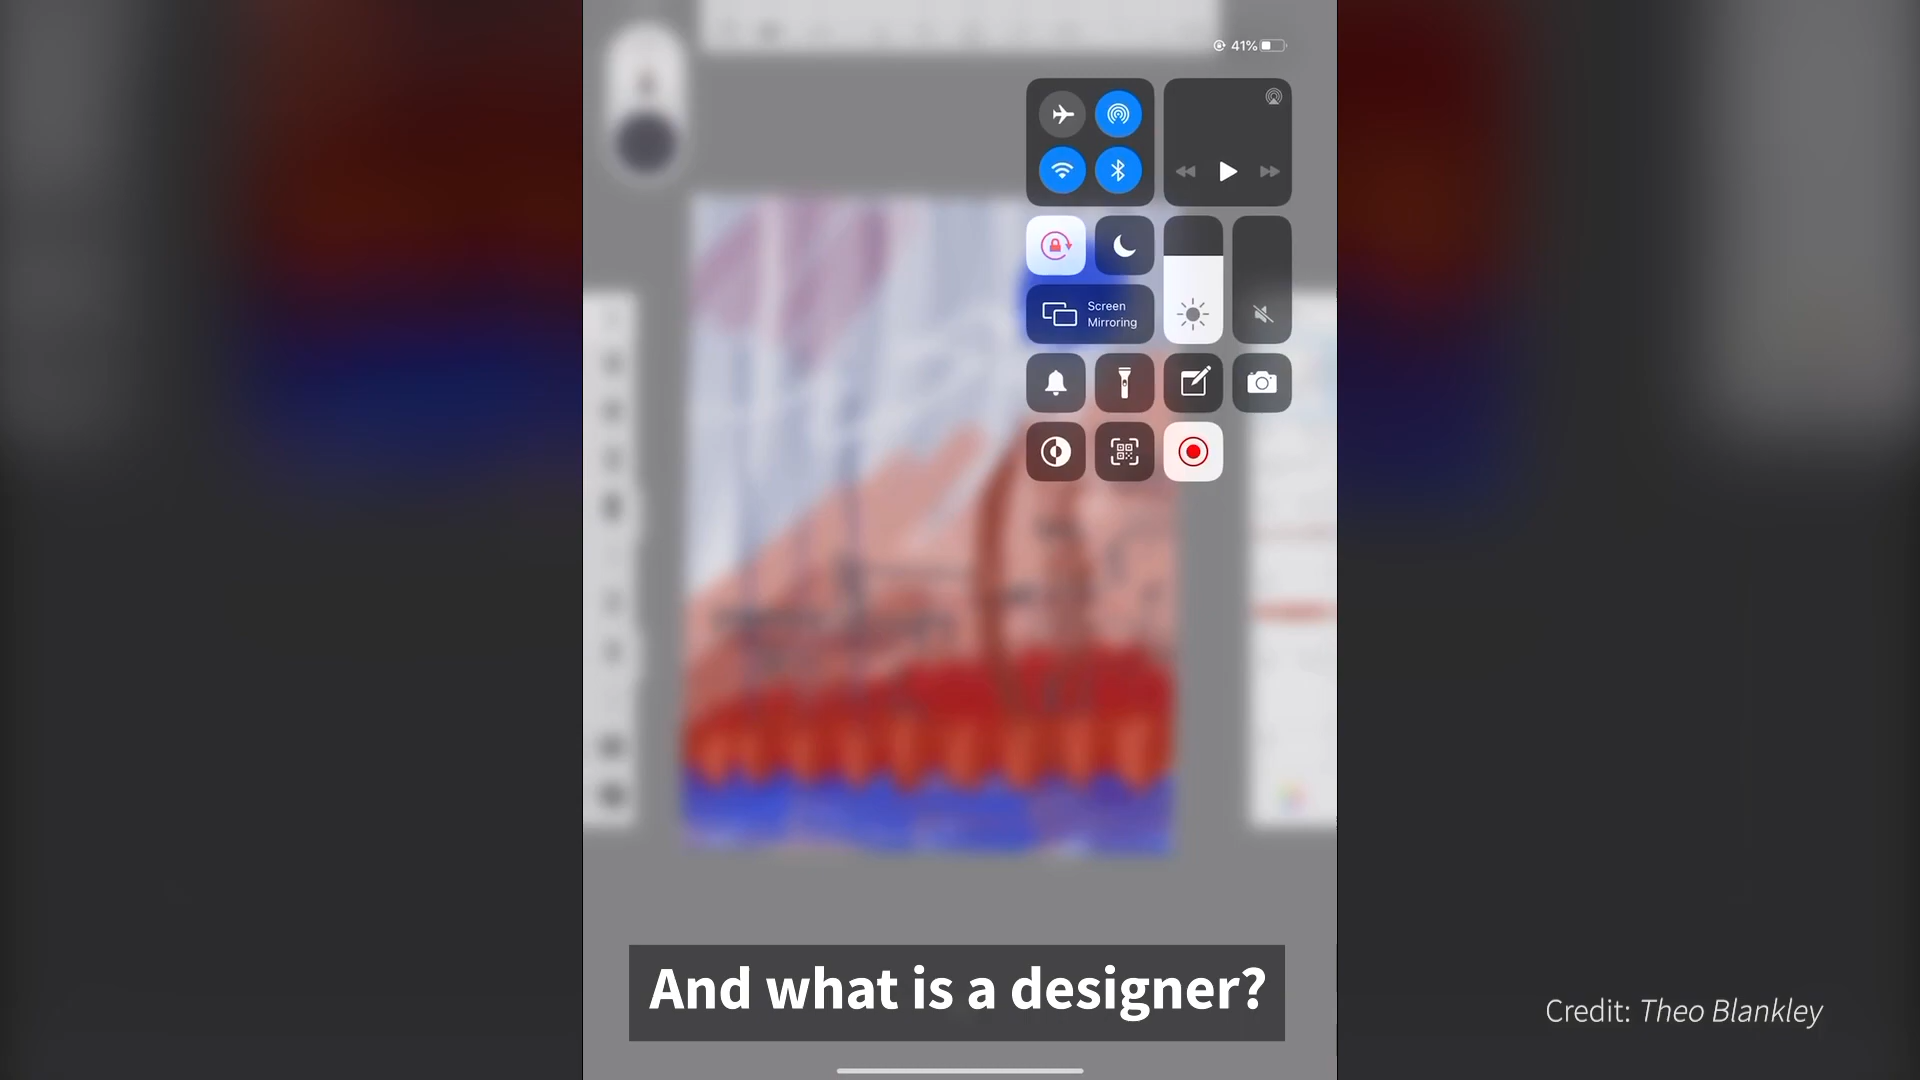 41%
Screen
Mirroring
And what is a designer?
Credit: Theo Blankley